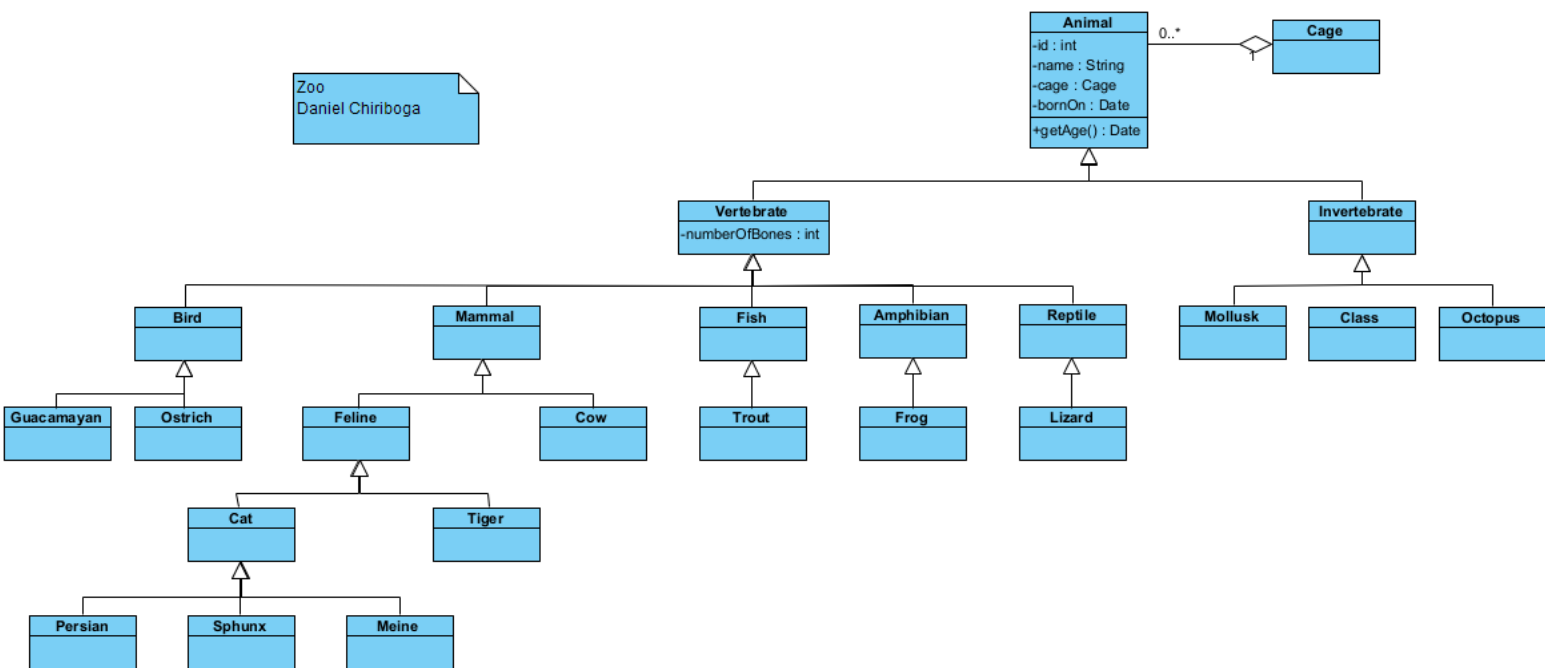 Animal
-id : int
-name : String
-cage : Cage
-bornOn : Date
+getAge() : Date
0..*
1
Cage
Zoo
Daniel Chiriboga
Vertebrate
-numberOfBones : int
Invertebrate
Bird
Mammal
Fish
Amphibian
Reptile
Mollusk
Class
Octopus
Guacamayan
Ostrich
Feline
Cow
Trout
Frog
Lizard
Cat
Tiger
Persian
Sphunx
Meine